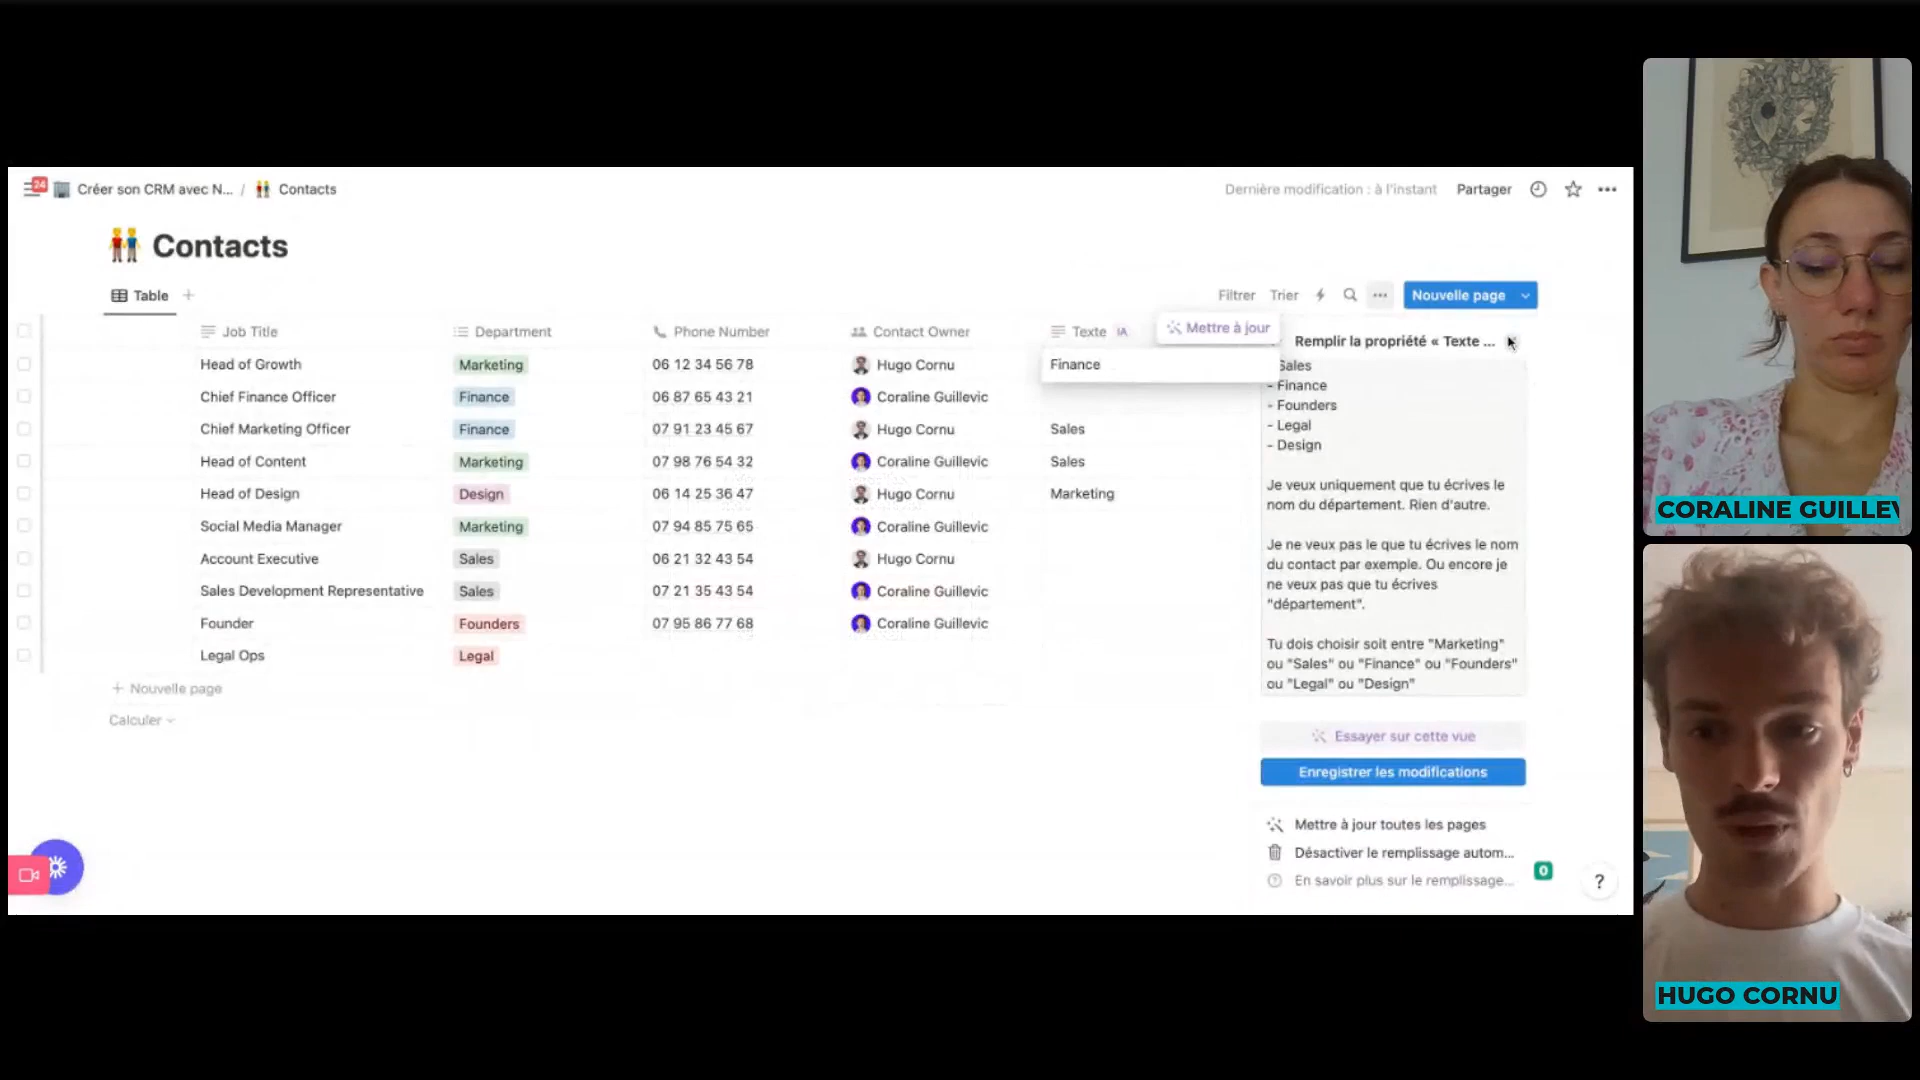 24
Créer son CRM avec N... / Contacts
Dernière modification : à l'instant
Partager
Contacts
Table
Filtrer
Trier
Nouvelle page
Job Title
Department
Phone Number
Contact Owner
Texte
IA
Mettre à jour
Head of Growth
Marketing
06 12 34 56 78
Hugo Cornu
Finance
Chief Finance Officer
Finance
06 87 65 43 21
Coraline Guillevic
Chief Marketing Officer
Finance
07 91 23 45 67
Hugo Cornu
Sales
Head of Content
Marketing
07 98 76 54 32
Coraline Guillevic
Sales
Head of Design
Design
06 14 25 36 47
Hugo Cornu
Marketing
Social Media Manager
Marketing
07 94 85 75 65
Coraline Guillevic
Account Executive
Sales
06 21 32 43 54
Hugo Cornu
Sales Development Representative
Sales
07 21 35 43 54
Coraline Guillevic
Founder
Founders
07 95 86 77 68
Coraline Guillevic
Legal Ops
Legal
+ Nouvelle page
Calculer
Remplir la propriété « Texte ...
Sales
- Finance
- Founders
- Legal
- Design
Je veux uniquement que tu écrives le
nom du département. Rien d'autre.
Je ne veux pas le que tu écrives le nom
du contact par exemple. Ou encore je
ne veux pas que tu écrives
"département".
Tu dois choisir soit entre "Marketing"
ou "Sales" ou "Finance" ou "Founders"
ou "Legal" ou "Design"
Essayer sur cette vue
Enregistrer les modifications
Mettre à jour toutes les pages
Désactiver le remplissage autom...
En savoir plus sur le remplissage...
0
?
CORALINE GUILLEV
HUGO CORNU